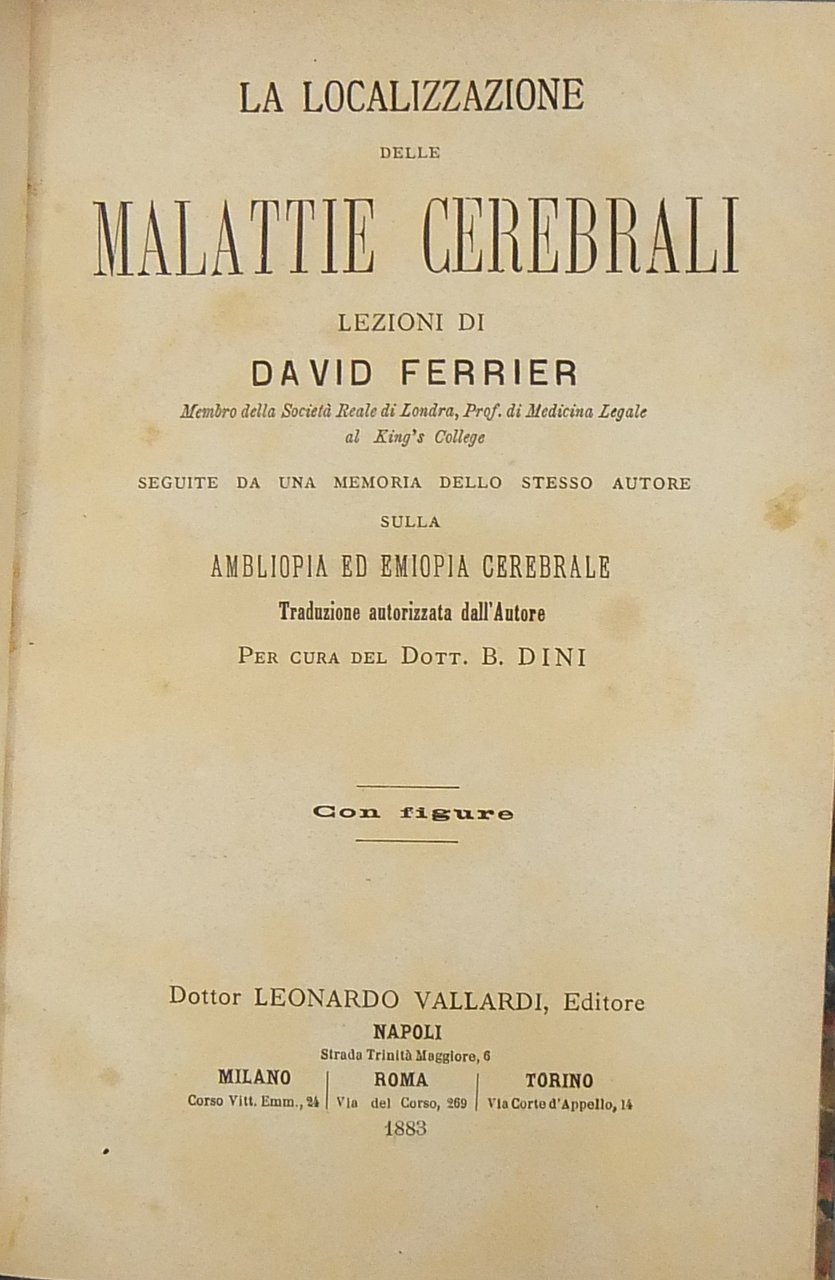 LA LOCALIZZAZIONE
DELLE
MALATTIE CEREBRALI
LEZIONI DI
DAVID FERRIER
Membro della Società Reale di Londra, Prof. di Medicina Legale
al King's College
SEGUITE DA UNA MEMORIA DELLO STESSO AUTORE
SULLA
AMBLIOPIA ED EMIOPIA CEREBRALE
Traduzione autorizzata dall'Autore
PER CURA DEL DOTT. B. DINI
Con figure
Dottor LEONARDO VALLARDI, Editore
NAPOLI
Strada Trinità Maggiore, 6
MILANO | ROMA | TORINO
Corso Vitt. Emm., 24 | Via del Corso, 269 | Via Corte d'Appello, 14
1883